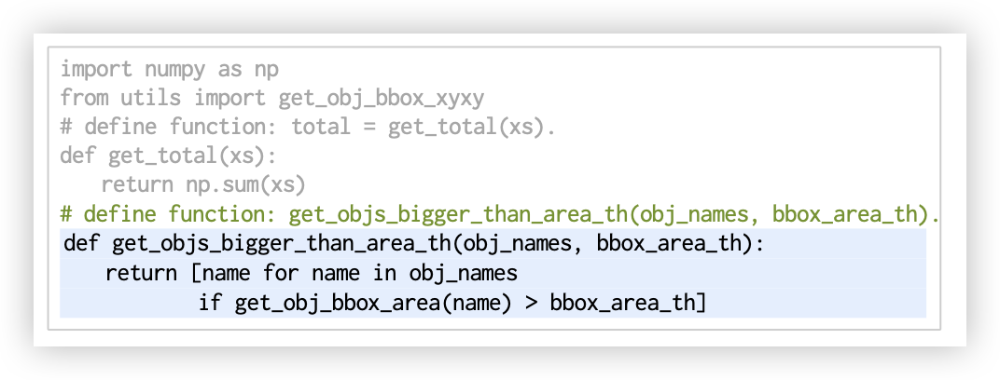 import numpy as np
from utils import get_obj_bbox_xyxy
# define function: total = get_total(xs).
def get_total(xs):
    return np.sum(xs)
# define function: get_objs_bigger_than_area_th(obj_names, bbox_area_th).
def get_objs_bigger_than_area_th(obj_names, bbox_area_th):
    return [name for name in obj_names
            if get_obj_bbox_area(name) > bbox_area_th]